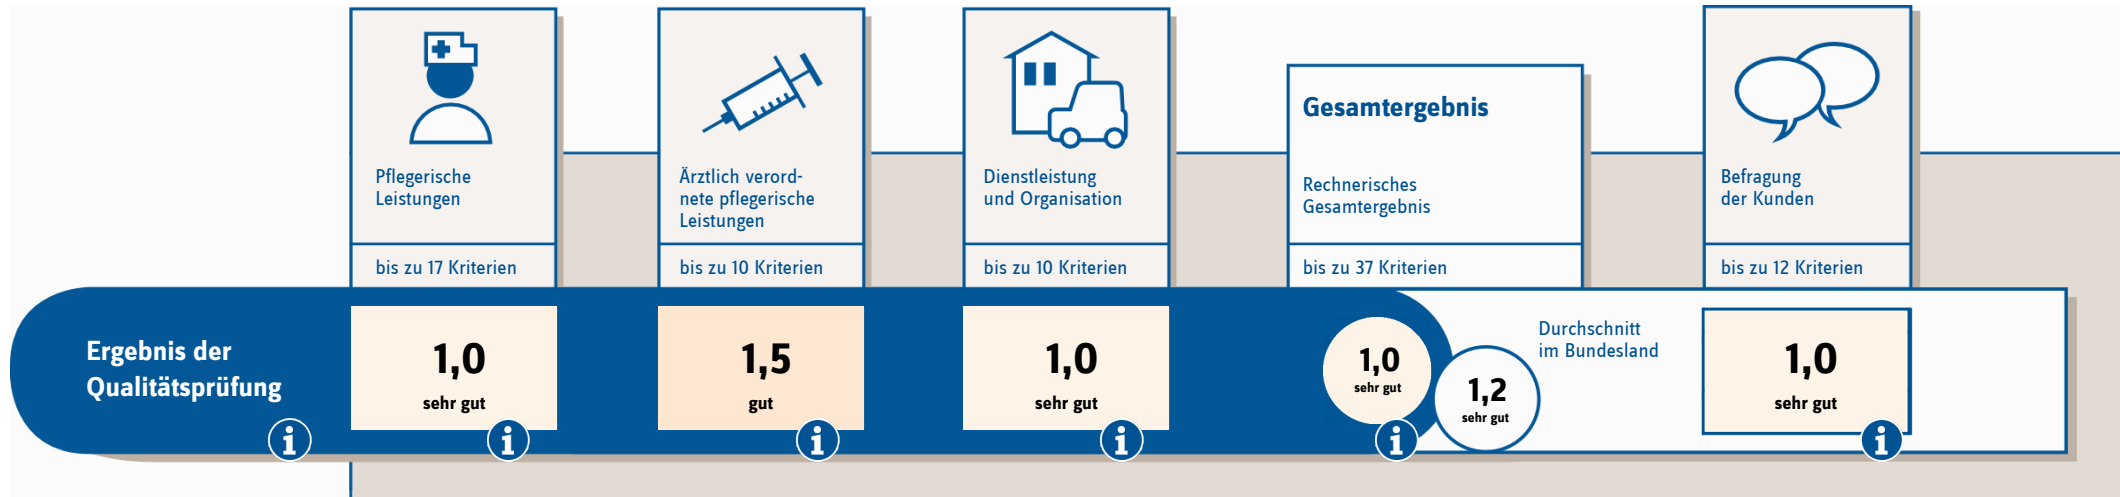 Pflegerische
Leistungen
bis zu 17 Kriterien
Ärztlich verord-
nete pflegerische
Leistungen
bis zu 10 Kriterien
Dienstleistung
und Organisation
bis zu 10 Kriterien
Gesamtergebnis
Rechnerisches
Gesamtergebnis
bis zu 37 Kriterien
Befragung
der Kunden
bis zu 12 Kriterien
Ergebnis der
Qualitätsprüfung
i
1,0
sehr gut
i
1,5
gut
i
1,0
sehr gut
i
1,0
sehr gut
i
1,2
sehr gut
Durchschnitt
im Bundesland
1,0
sehr gut
i